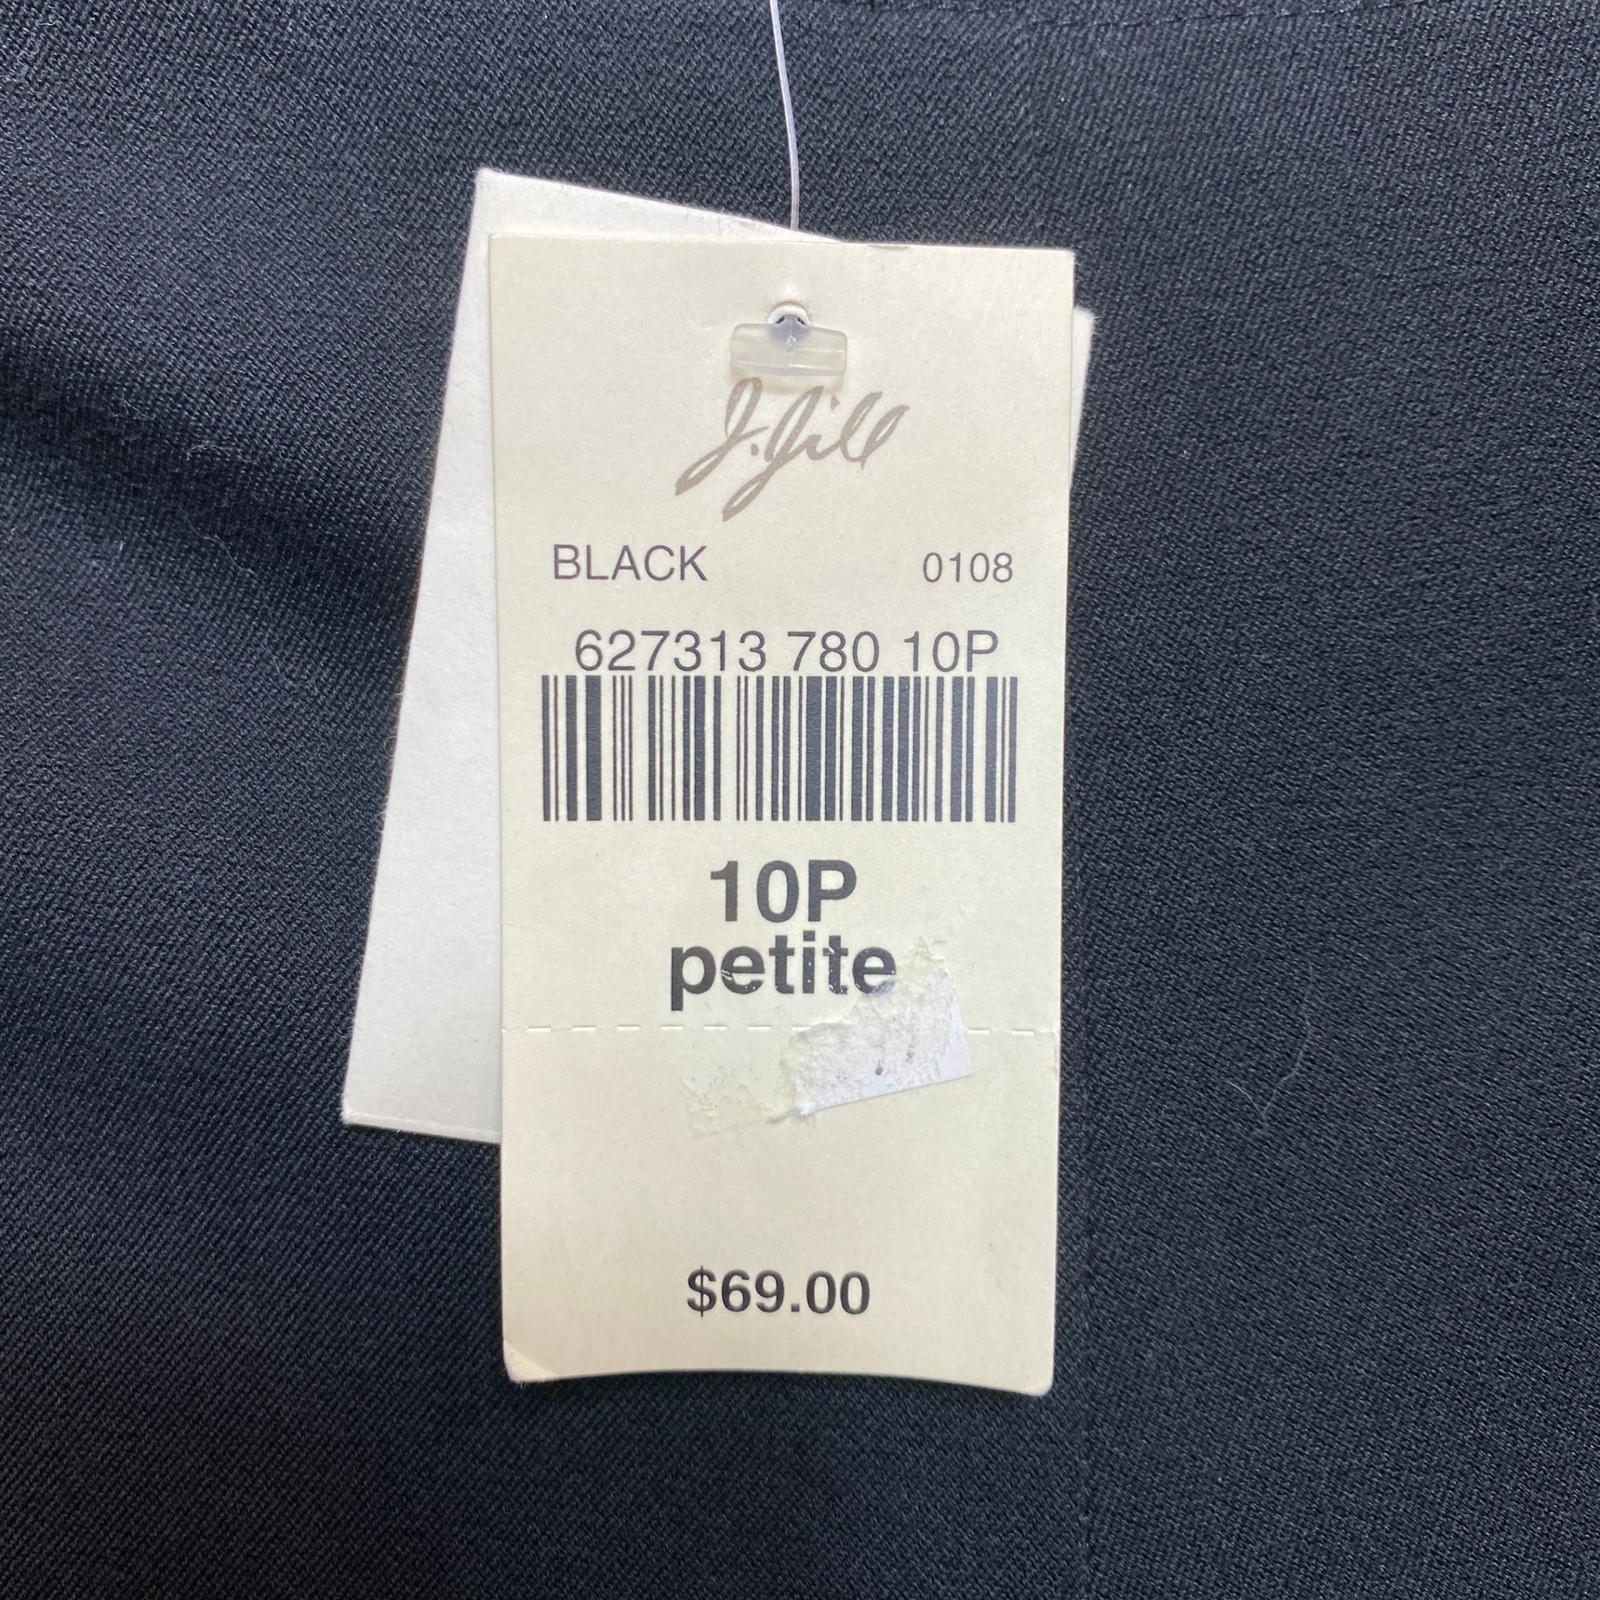 J.Jill
BLACK 0108
627313 780 10P
10P
petite
$69.00